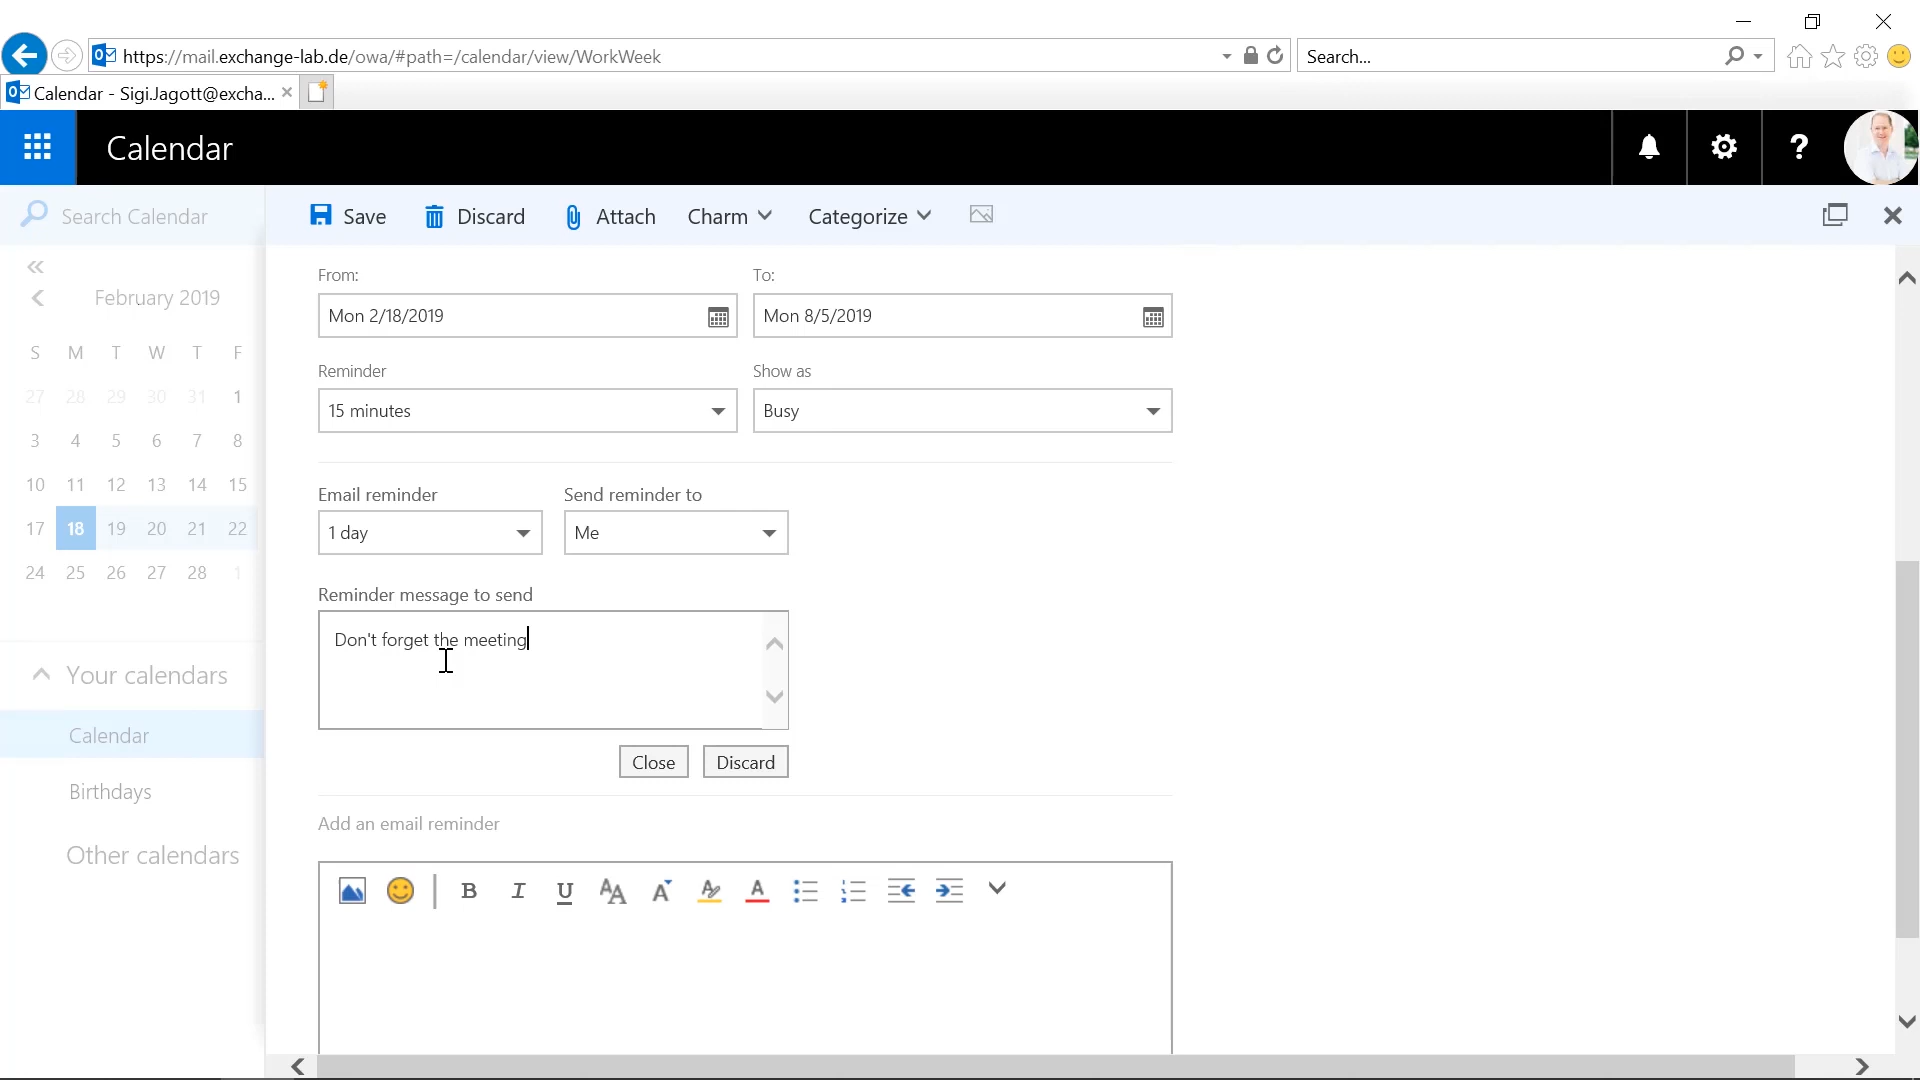 https://mail.exchange-lab.de/owa/#path=/calendar/view/WorkWeek
Search...
Calendar - Sigi.Jagott@excha...
Calendar
?
Search Calendar
Save
Discard
Attach
Charm
Categorize
February 2019
S M T W T F
27 28 29 30 31 1
3 4 5 6 7 8
10 11 12 13 14 15
17 18 19 20 21 22
24 25 26 27 28 1
Your calendars
Calendar
Birthdays
Other calendars
From:
To:
Mon 2/18/2019
Mon 8/5/2019
Reminder
Show as
15 minutes
Busy
Email reminder
Send reminder to
1 day
Me
Reminder message to send
Don't forget the meeting
Close
Discard
Add an email reminder
B I U